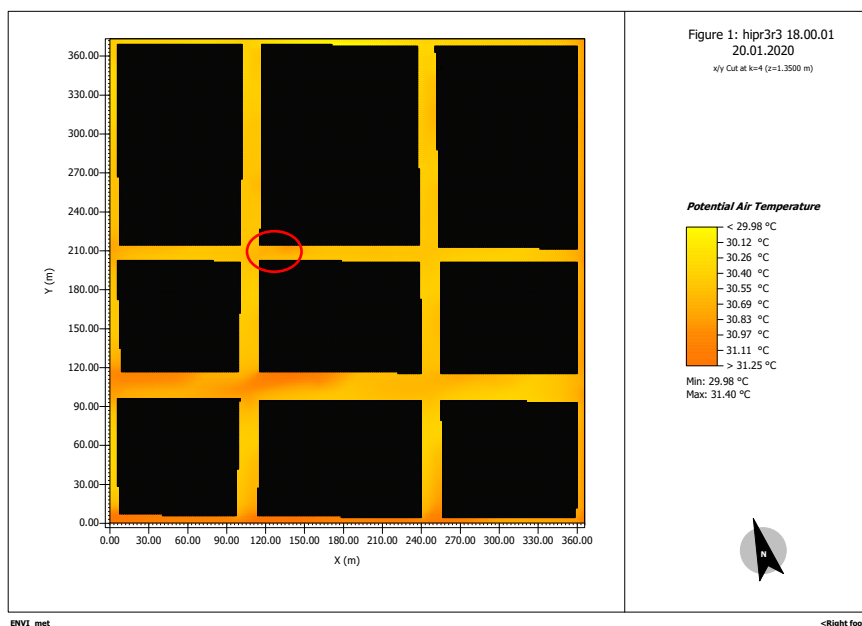 Figure 1: hipr3r3 18.00.01
20.01.2020
x/y Cut at k=4 (z=1.3500 m)
360.00
330.00
300.00
270.00
240.00
210.00
180.00
150.00
120.00
90.00
60.00
30.00
0.00
Y (m)
0.00 30.00 60.00 90.00 120.00 150.00 180.00 210.00 240.00 270.00 300.00 330.00 360.00
X (m)
Potential Air Temperature
< 29.98 °C
30.12 °C
30.26 °C
30.40 °C
30.55 °C
30.69 °C
30.83 °C
30.97 °C
31.11 °C
> 31.25 °C
Min: 29.98 °C
Max: 31.40 °C
N
ENVI_met
<Right foo